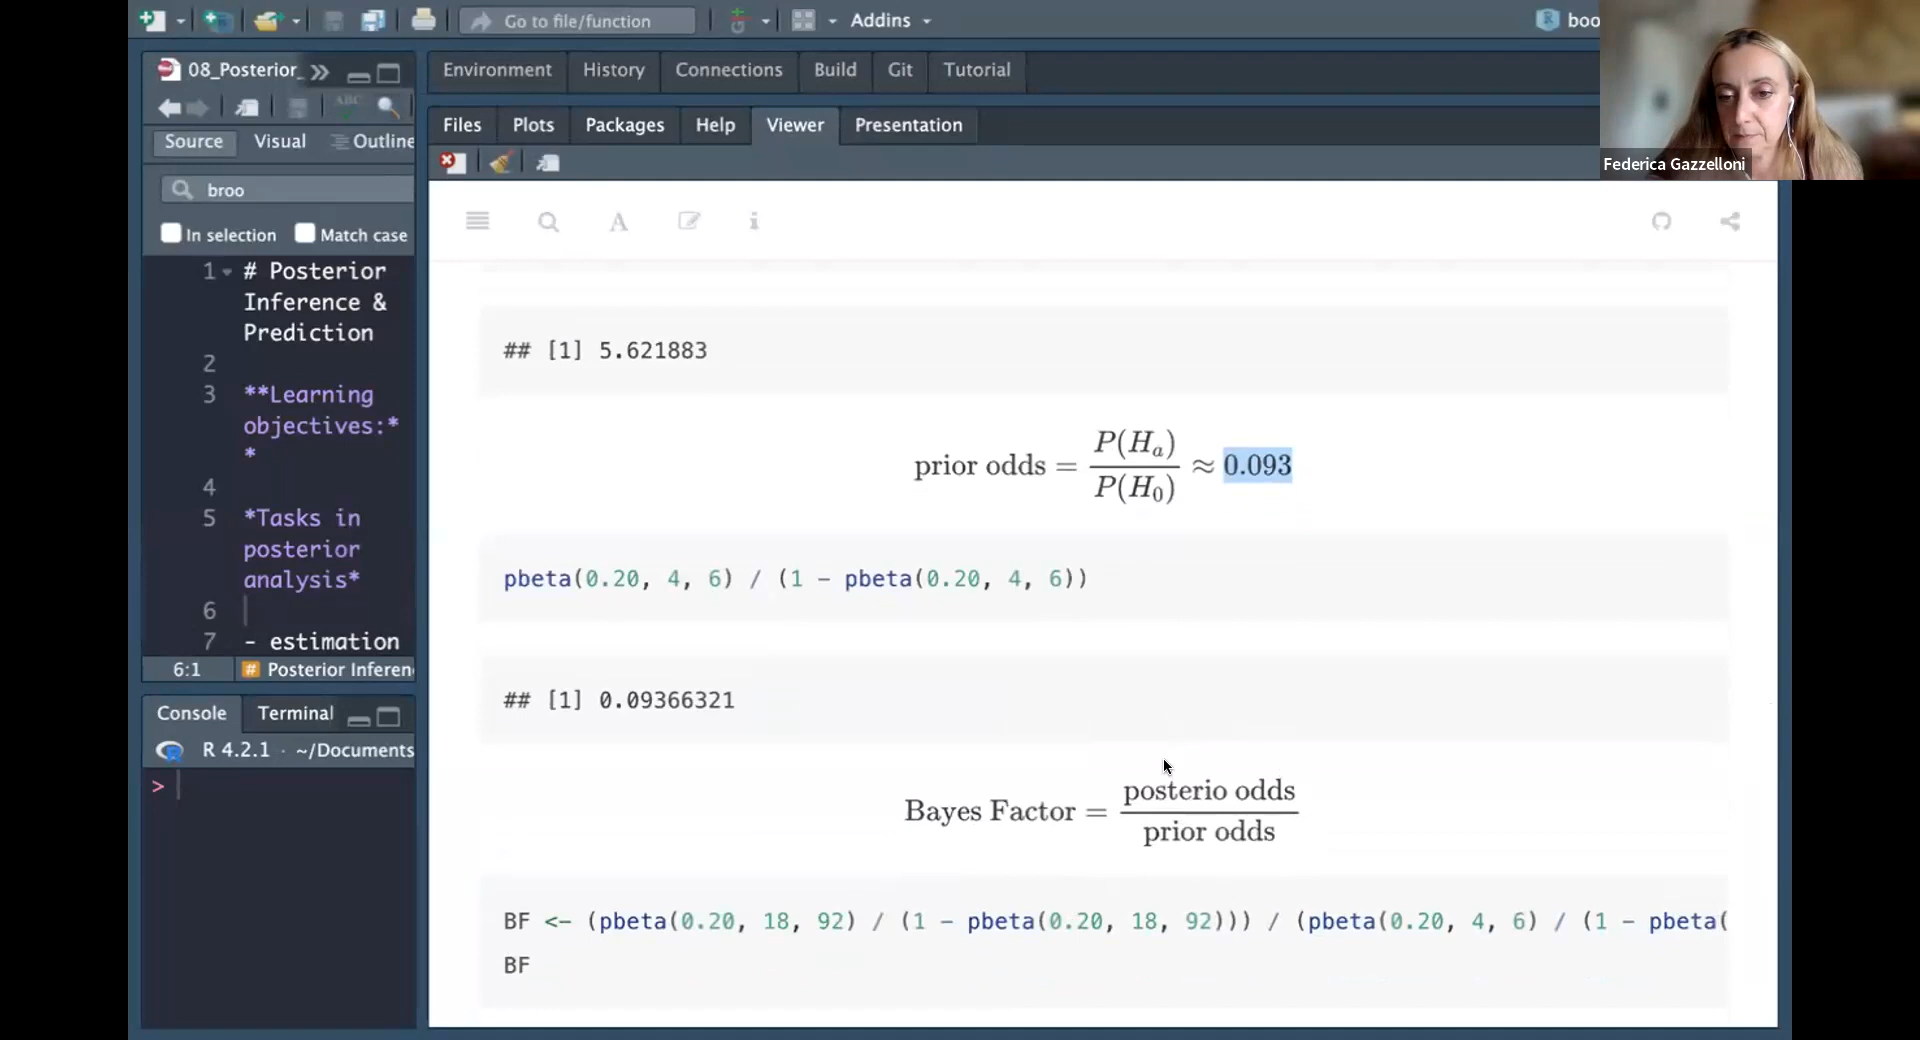 Go to file/function
Addins
boo
Federica Gazzelloni
08_Posterior_
Environment
History
Connections
Build
Git
Tutorial
ABC
Source
Visual
Outline
Files
Plots
Packages
Help
Viewer
Presentation
broo
In selection
Match case
1 # Posterior
Inference &
Prediction
2
3 **Learning
objectives:*
*
4
5 *Tasks in
posterior
analysis*
6
7 - estimation
6:1
# Posterior Inferen
Console
Terminal
R 4.2.1 · ~/Documents
>
A
i
## [1] 5.621883
prior odds = P(Hₐ) / P(H₀) ≈ 0.093
pbeta(0.20, 4, 6) / (1 - pbeta(0.20, 4, 6))
## [1] 0.09366321
Bayes Factor = posterio odds / prior odds
BF <- (pbeta(0.20, 18, 92) / (1 - pbeta(0.20, 18, 92))) / (pbeta(0.20, 4, 6) / (1 - pbeta(
BF